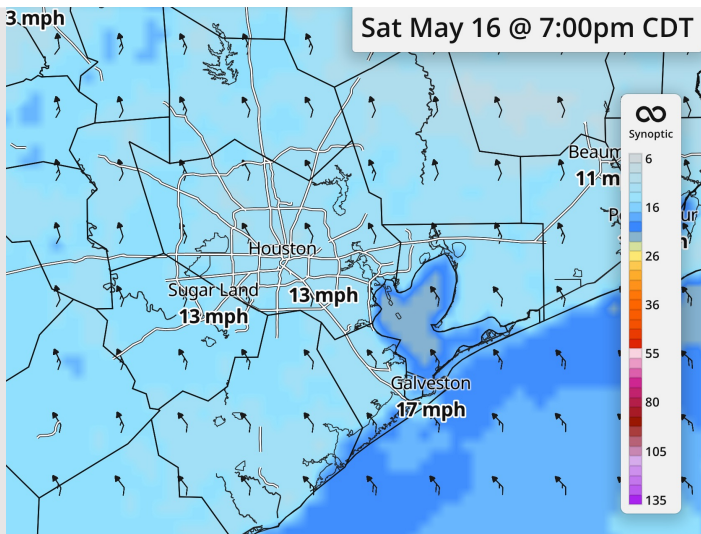 3 mph
Sat May 16 @ 7:00pm CDT
Synoptic
6
16
26
36
55
80
105
135
11 m
Houston
Sugar Land
13 mph
13 mph
Galveston
17 mph